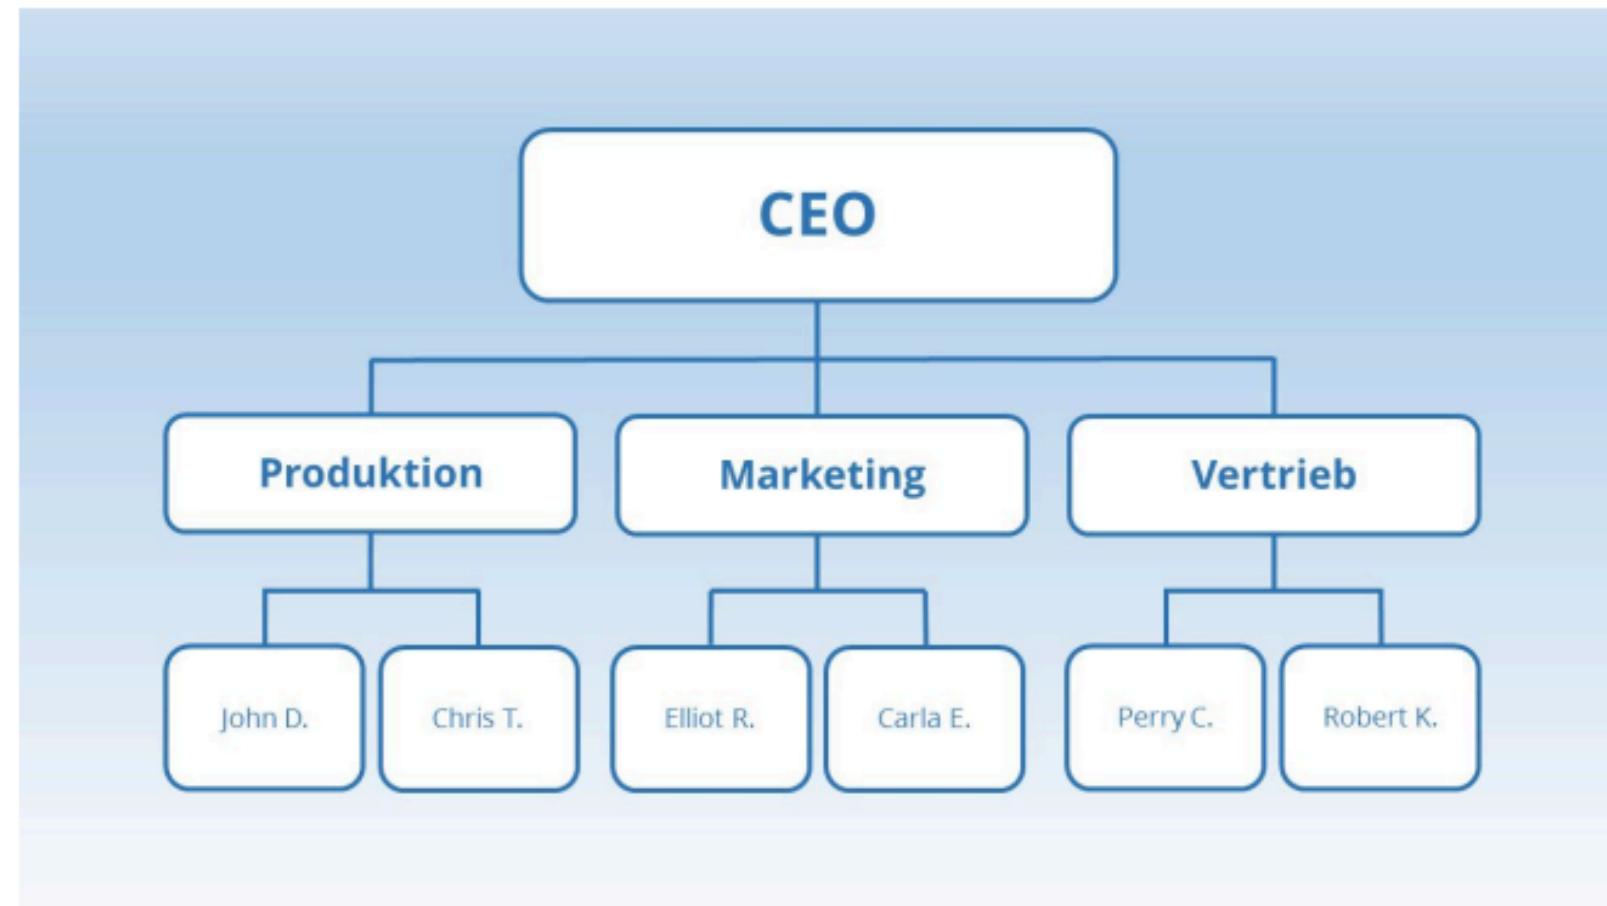 CEO
Produktion
Marketing
Vertrieb
John D.
Chris T.
Elliot R.
Carla E.
Perry C.
Robert K.